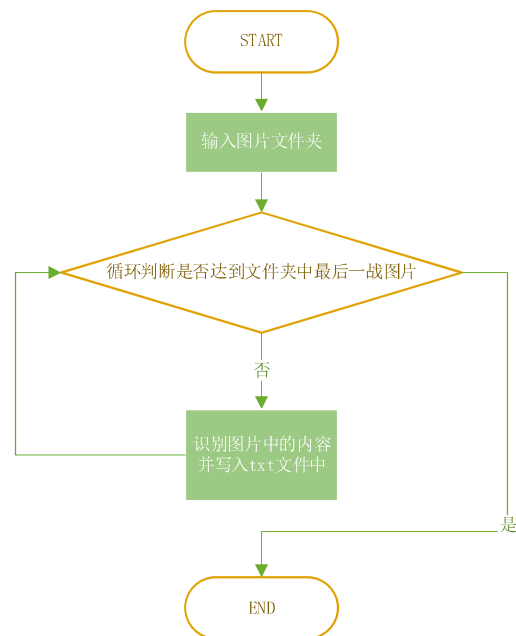 START
输入图片文件夹
循环判断是否达到文件夹中最后一战图片
否
识别图片中的内容
并写入txt文件中
是
END